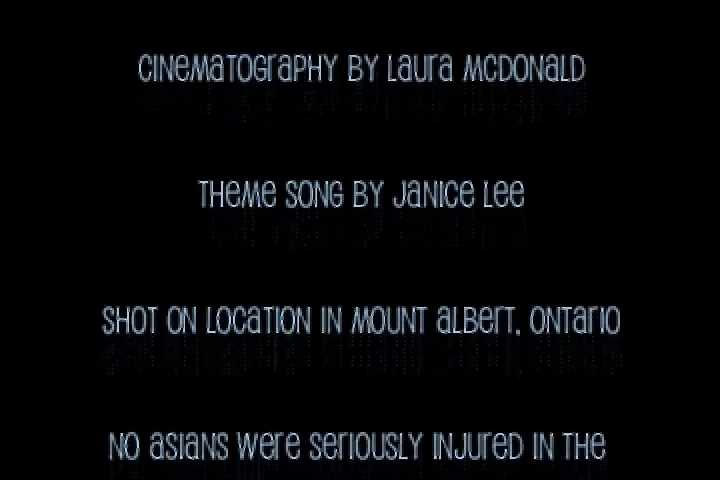 CINEMATOGRAPHY BY LAURA MCDONALD
THEME SONG BY JANICE LEE
SHOT ON LOCATION IN MOUNT ALBERT, ONTARIO
NO ASIANS WERE SERIOUSLY INJURED IN THE